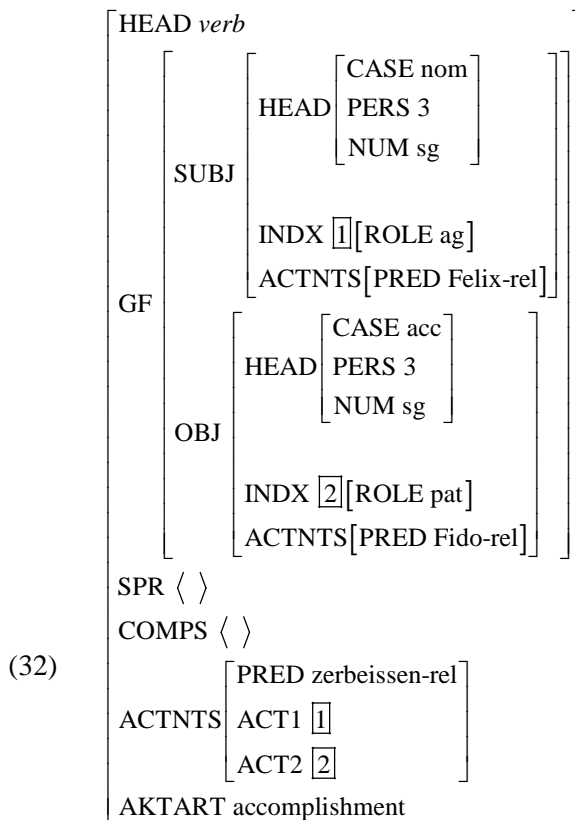 HEAD verb
CASE nom
HEAD PERS 3
NUM sg
SUBJ
INDX 1 [ROLE ag]
ACTNTS [PRED Felix-rel]
GF
CASE acc
HEAD PERS 3
NUM sg
OBJ
INDX 2 [ROLE pat]
ACTNTS [PRED Fido-rel]
SPR ⟨ ⟩
COMPS ⟨ ⟩
(32)
PRED zerbeissen-rel
ACTNTS ACT1 1
ACT2 2
AKTART accomplishment